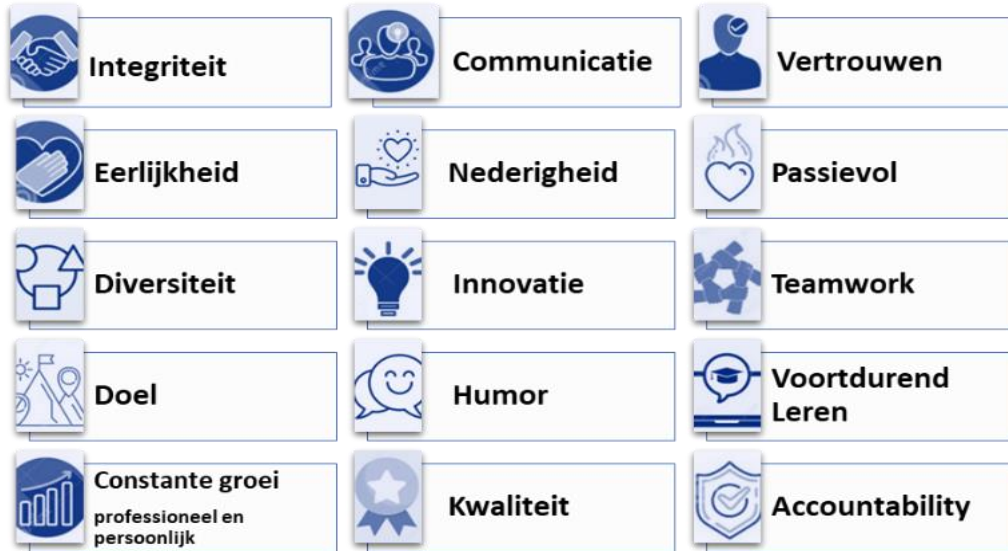 Integriteit
Communicatie
Vertrouwen
Eerlijkheid
Nederigheid
Passievol
Diversiteit
Innovatie
Teamwork
Doel
Humor
Voortdurend
Leren
Constante groei
professioneel en
persoonlijk
Kwaliteit
Accountability